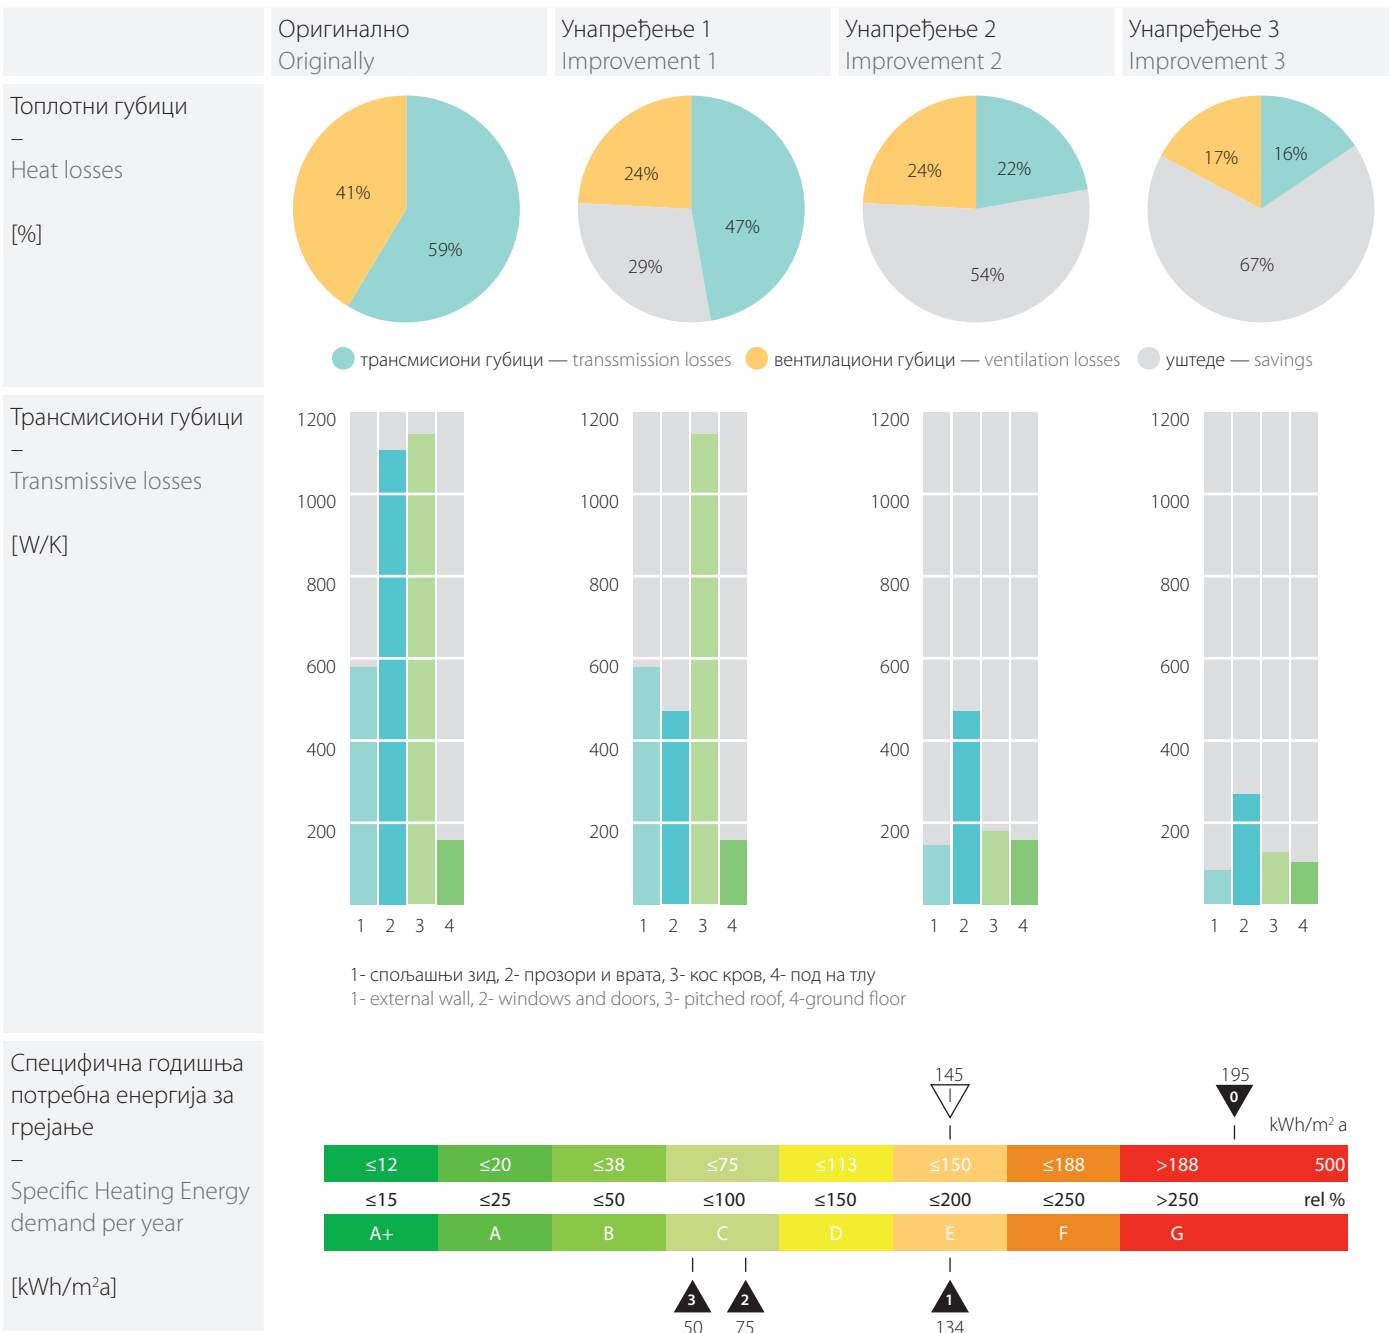 Оригинално
Originally
Унапређење 1
Improvement 1
Унапређење 2
Improvement 2
Унапређење 3
Improvement 3
Топлотни губици
–
Heat losses
[%]
41%
59%
24%
47%
29%
24%
22%
54%
17%
16%
67%
трансмисиони губици — transsmission losses
вентилациони губици — ventilation losses
уштеде — savings
Трансмисиони губици
–
Transmissive losses
[W/K]
1200
1000
800
600
400
200
1 2 3 4
1200
1000
800
600
400
200
1 2 3 4
1200
1000
800
600
400
200
1 2 3 4
1200
1000
800
600
400
200
1 2 3 4
1- спољашњи зид, 2- прозори и врата, 3- кос кров, 4- под на тлу
1- external wall, 2- windows and doors, 3- pitched roof, 4-ground floor
Специфична годишња
потребна енергија за
грејање
–
Specific Heating Energy
demand per year
[kWh/m²a]
145
195
I
0
kWh/m² a
≤12 ≤20 ≤38 ≤75 ≤113 ≤150 ≤188 >188 500
≤15 ≤25 ≤50 ≤100 ≤150 ≤200 ≤250 >250 rel %
A+ A B C D E F G
3 2 1
50 75 134